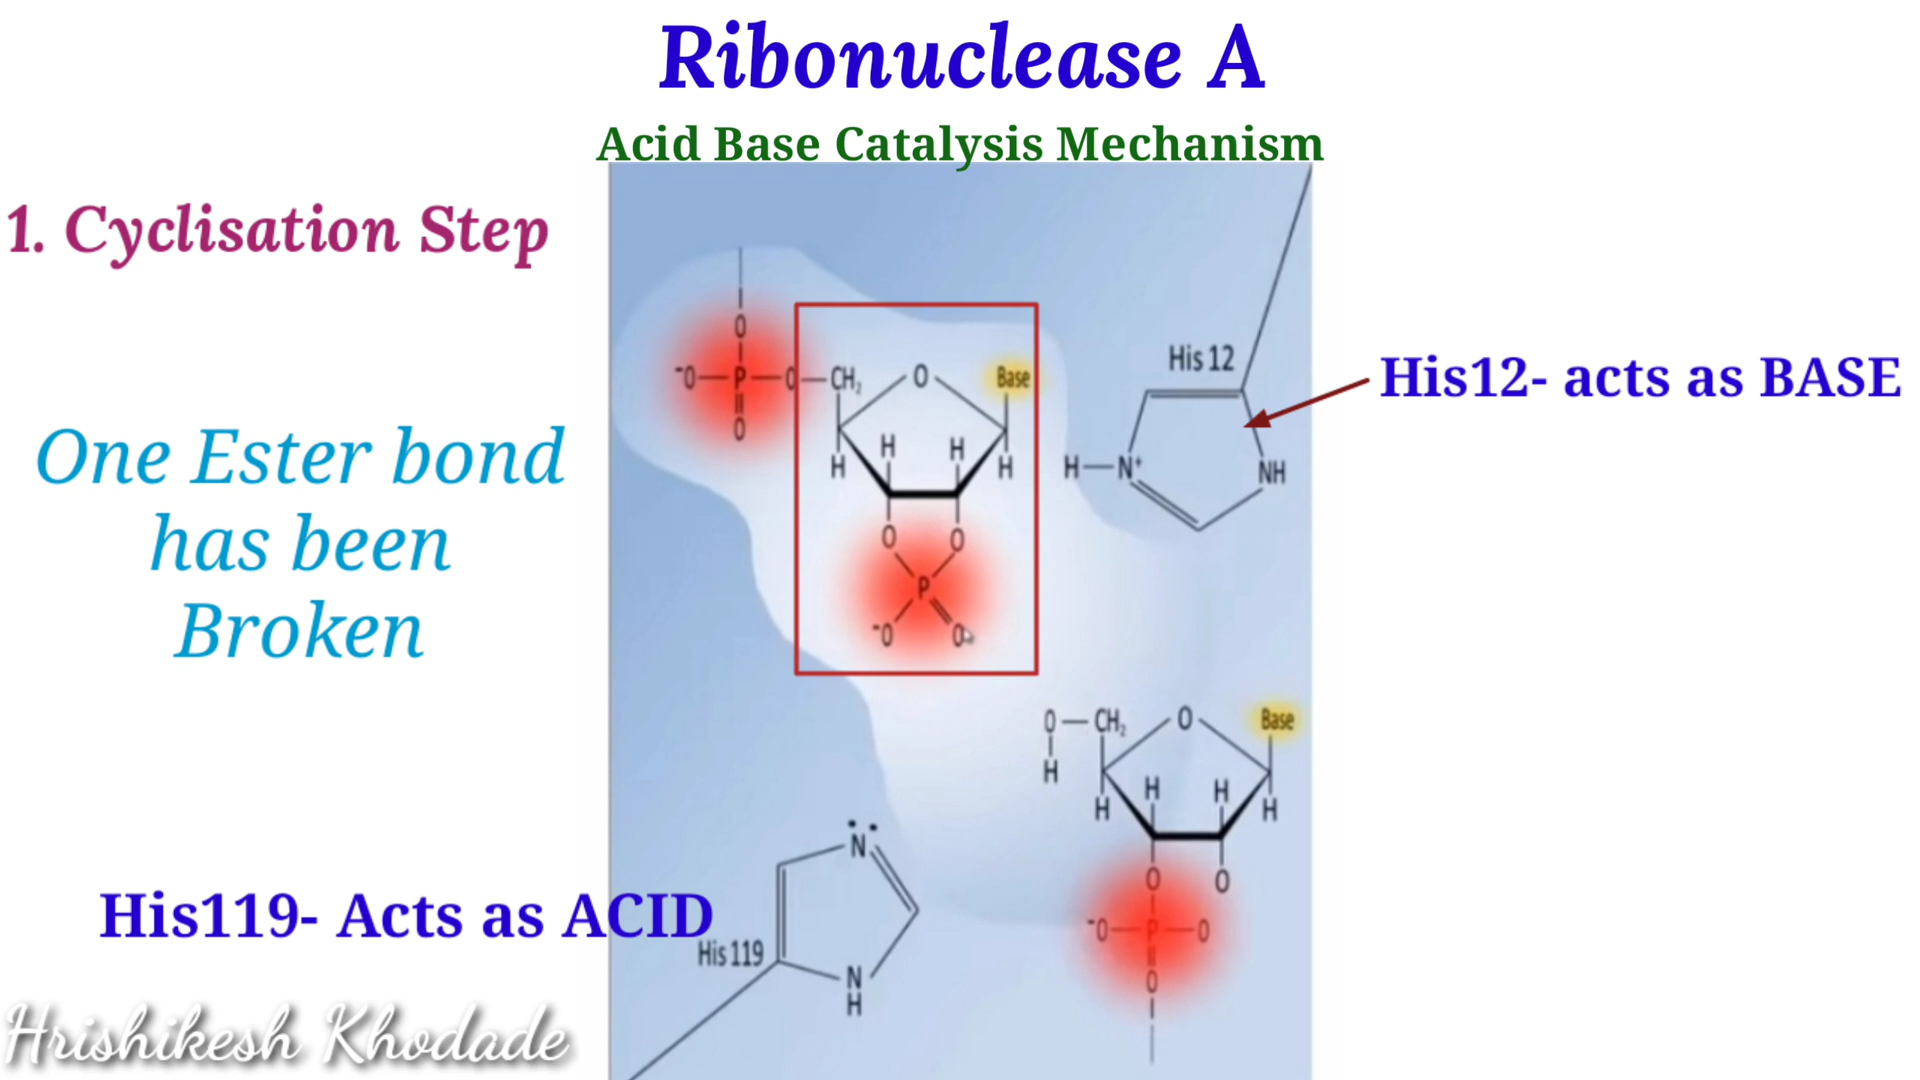 Ribonuclease A
Acid Base Catalysis Mechanism
1. Cyclisation Step
One Ester bond
has been
Broken
His12- acts as BASE
His119- Acts as ACID
Hrishikesh Khodade
O
⁻O P O CH₂ O Base
O
H H H H
O O
P
⁻O O
His 12
H N⁺ NH
O CH₂ O Base
H
H H H H
O O
⁻O P O
O
N
His 119
N
H